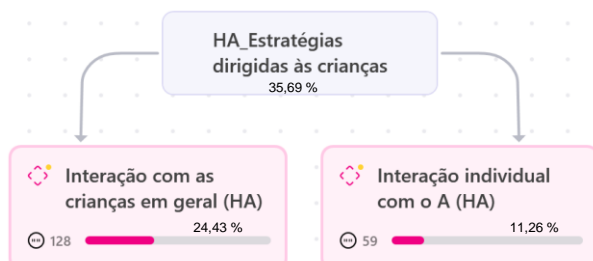 HA_Estratégias
dirigidas às crianças
35,69 %
Interação com as
crianças em geral (HA)
24,43 %
128
Interação individual
com o A (HA)
11,26 %
59